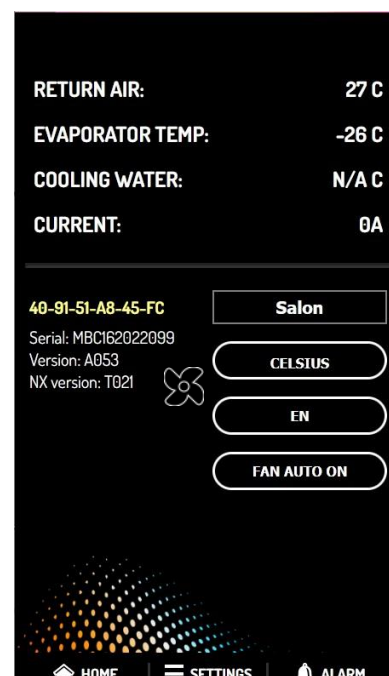 RETURN AIR: 27 C
EVAPORATOR TEMP: -26 C
COOLING WATER: N/A C
CURRENT: 0A
40-91-51-A8-45-FC
Salon
Serial: MBC162022099
Version: A053
NX version: T021
CELSIUS
EN
FAN AUTO ON
HOME
SETTINGS
ALARM